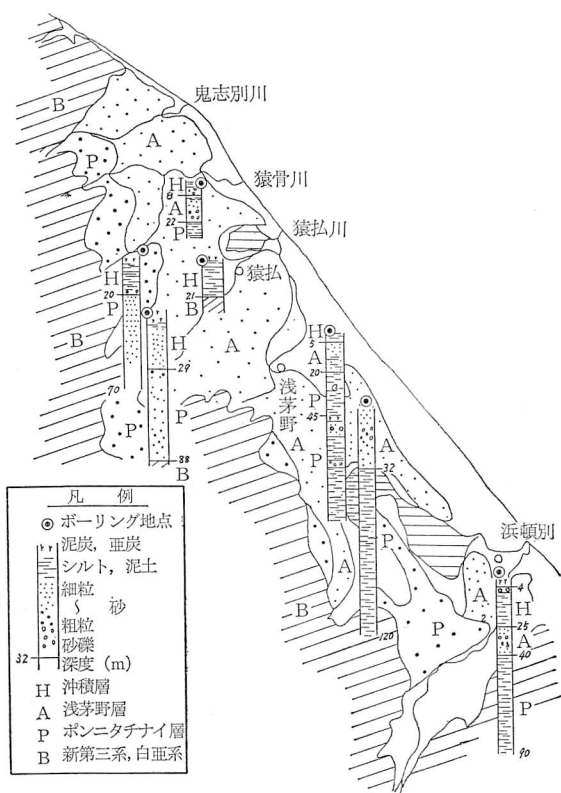 鬼志別川
B
A
P
猿骨川
H
8
A
22
P
猿払川
H
20
P
70
H
21
B
猿払
H
29
P
88
B
B
A
P
H
5
A
20
P
45
浅茅野
A
P
A
32
120
A
B
P
P
浜頓別
4
H
25
A
40
P
90
A
2
凡例
ボーリング地点
泥炭, 亜炭
シルト, 泥土
細粒
〜 砂
粗粒
砂礫
32 深度 (m)
H 沖積層
A 浅茅野層
P ポンニタチナイ層
B 新第三系, 白亜系